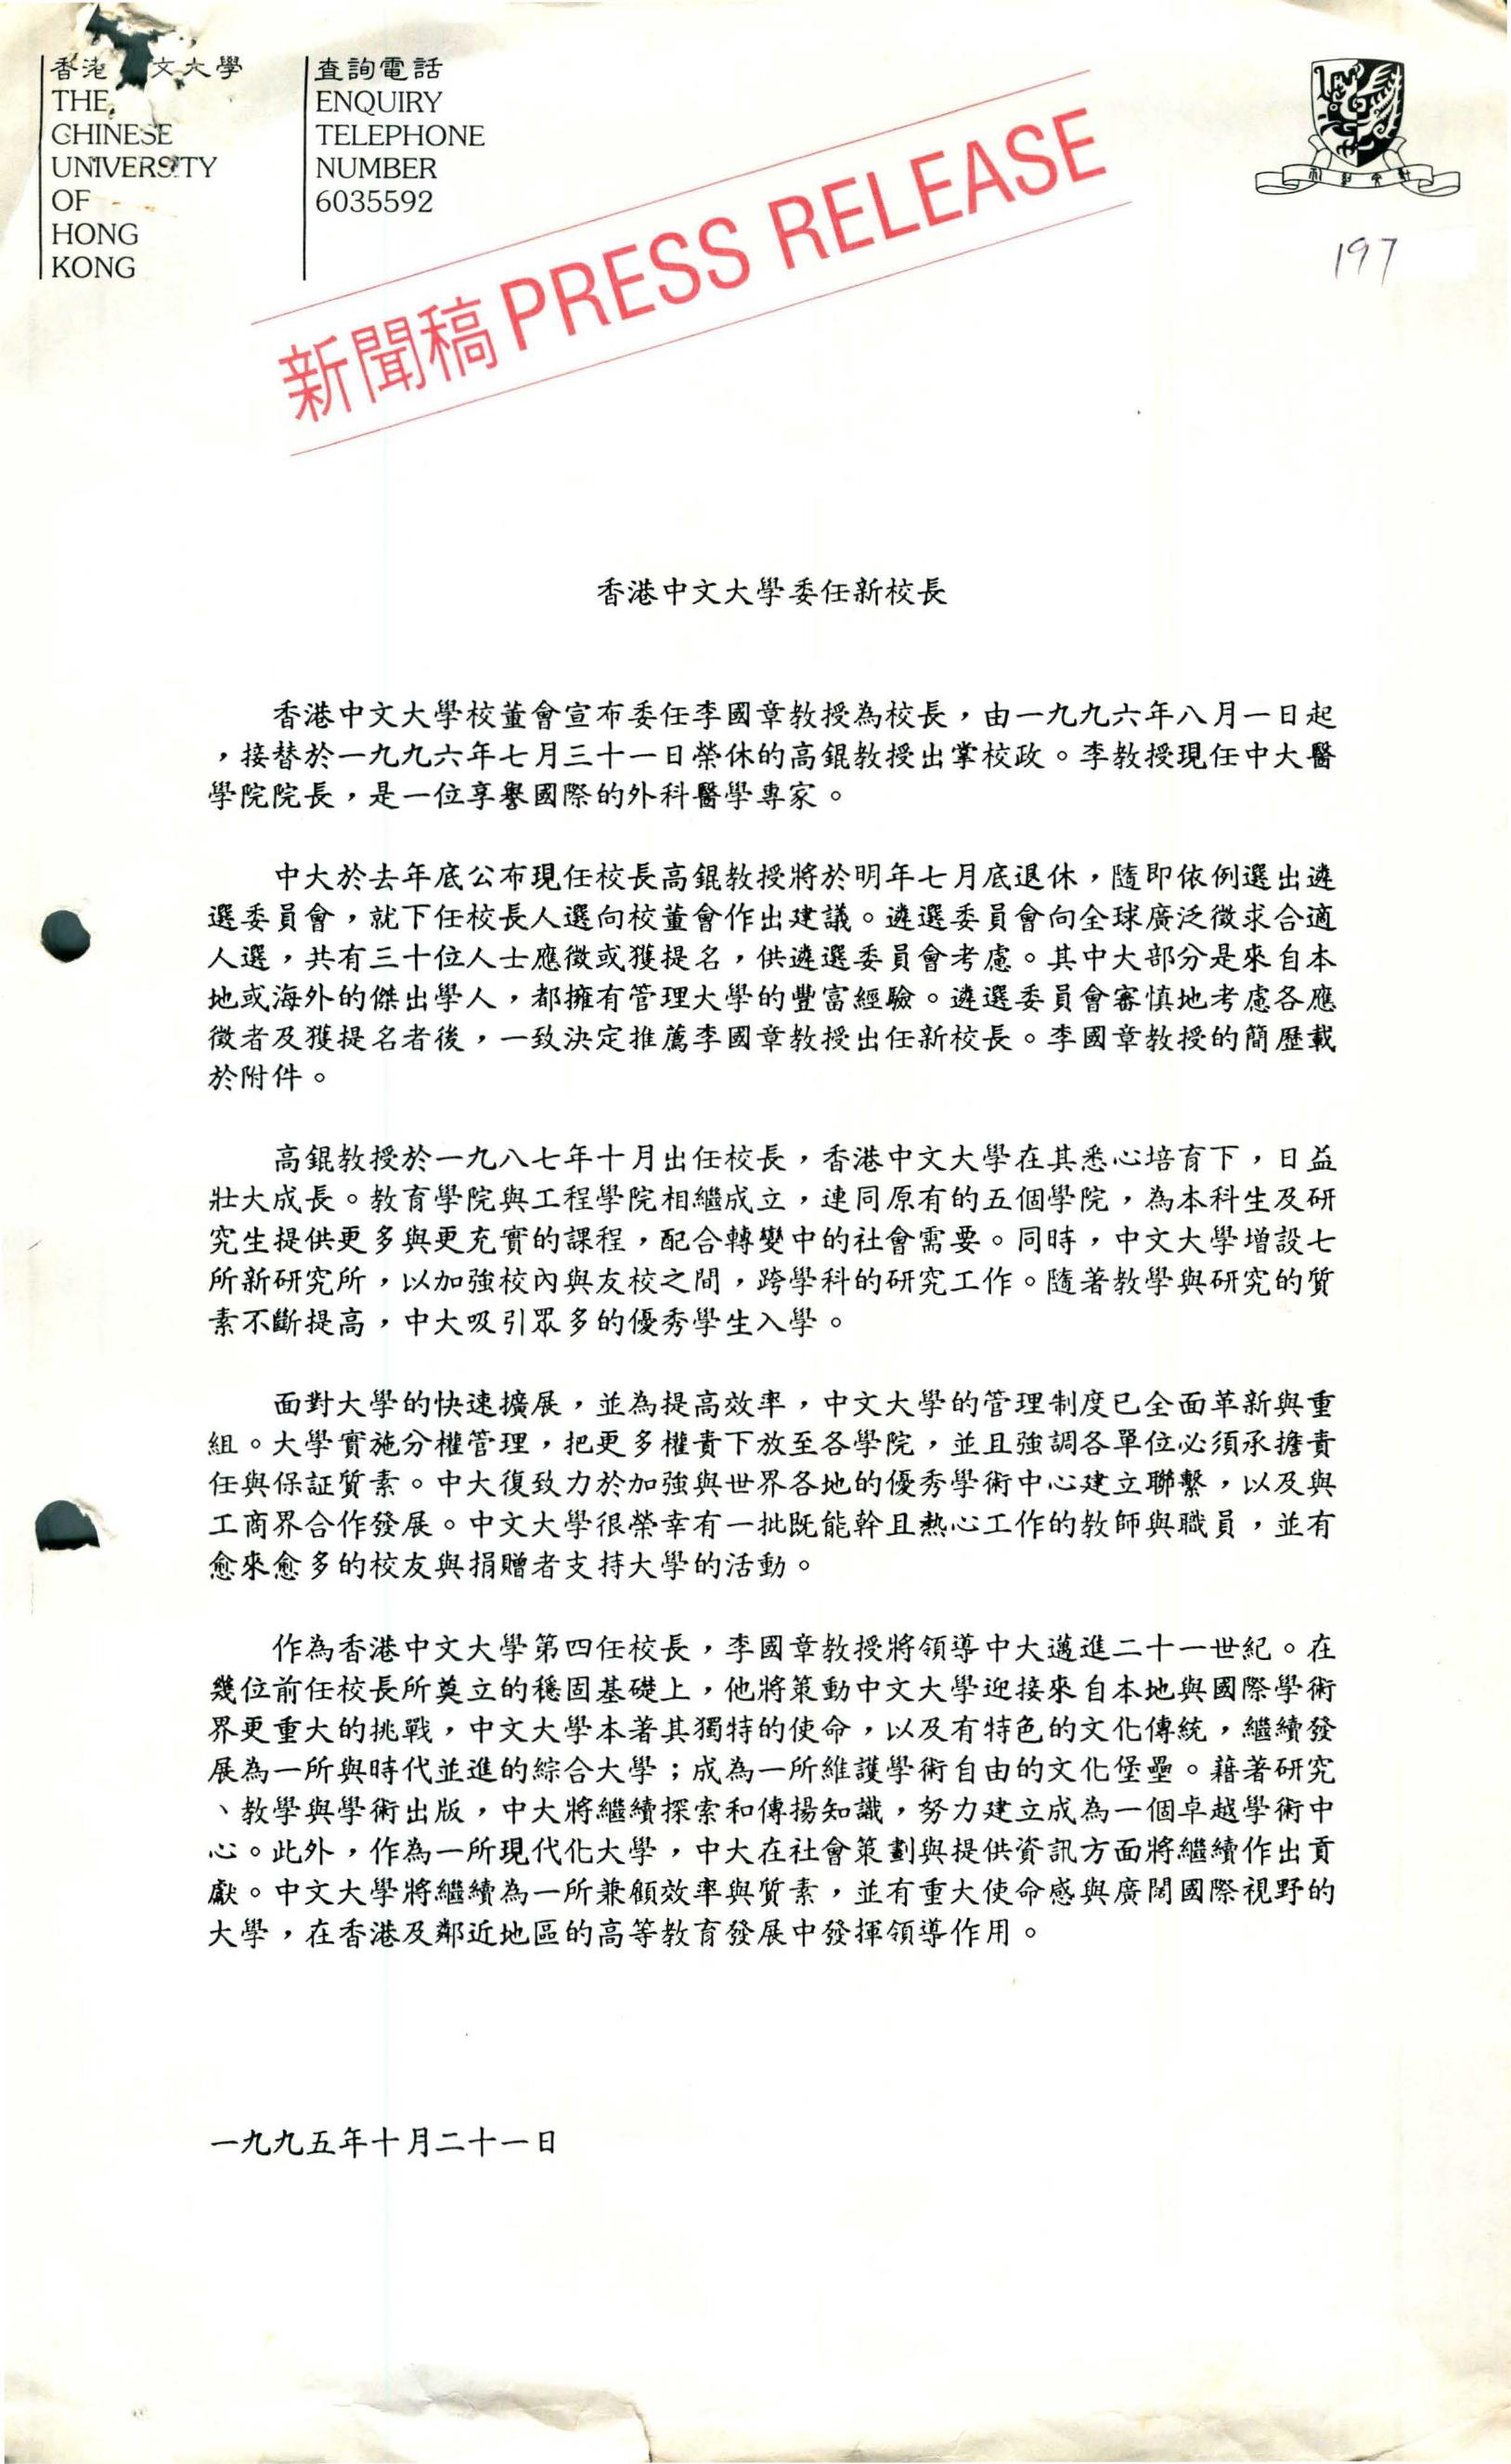 香港 文大學
THE
CHINESE
UNIVERSITY
OF
HONG
KONG
查詢電話
ENQUIRY
TELEPHONE
NUMBER
6035592
新聞稿 PRESS RELEASE
197
香港中文大學委任新校長
香港中文大學校董會宣布委任李國章教授為校長，由一九九六年八月一日起
，接替於一九九六年七月三十一日榮休的高錕教授出掌校政。李教授現任中大醫
學院院長，是一位享譽國際的外科醫學專家。
中大於去年底公布現任校長高錕教授將於明年七月底退休，隨即依例選出遴
選委員會，就下任校長人選向校董會作出建議。遴選委員會向全球廣泛徵求合適
人選，共有三十位人士應徵或獲提名，供遴選委員會考慮。其中大部分是來自本
地或海外的傑出學人，都擁有管理大學的豐富經驗。遴選委員會審慎地考慮各應
徵者及獲提名者後，一致決定推薦李國章教授出任新校長。李國章教授的簡歷載
於附件。
高錕教授於一九八七年十月出任校長，香港中文大學在其悉心培育下，日益
壯大成長。教育學院與工程學院相繼成立，連同原有的五個學院，為本科生及研
究生提供更多與更充實的課程，配合轉變中的社會需要。同時，中文大學增設七
所新研究所，以加強校內與友校之間，跨學科的研究工作。隨著教學與研究的質
素不斷提高，中大吸引眾多的優秀學生入學。
面對大學的快速擴展，並為提高效率，中文大學的管理制度已全面革新與重
組。大學實施分權管理，把更多權責下放至各學院，並且強調各單位必須承擔責
任與保証質素。中大復致力於加強與世界各地的優秀學術中心建立聯繫，以及與
工商界合作發展。中文大學很榮幸有一批既能幹且熱心工作的教師與職員，並有
愈來愈多的校友與捐贈者支持大學的活動。
作為香港中文大學第四任校長，李國章教授將領導中大邁進二十一世紀。在
幾位前任校長所奠立的穩固基礎上，他將策動中文大學迎接來自本地與國際學術
界更重大的挑戰，中文大學本著其獨特的使命，以及有特色的文化傳統，繼續發
展為一所與時代並進的綜合大學；成為一所維護學術自由的文化堡壘。藉著研究
、教學與學術出版，中大將繼續探索和傳揚知識，努力建立成為一個卓越學術中
心。此外，作為一所現代化大學，中大在社會策劃與提供資訊方面將繼續作出貢
獻。中文大學將繼續為一所兼顧效率與質素，並有重大使命感與廣闊國際視野的
大學，在香港及鄰近地區的高等教育發展中發揮領導作用。
一九九五年十月二十一日